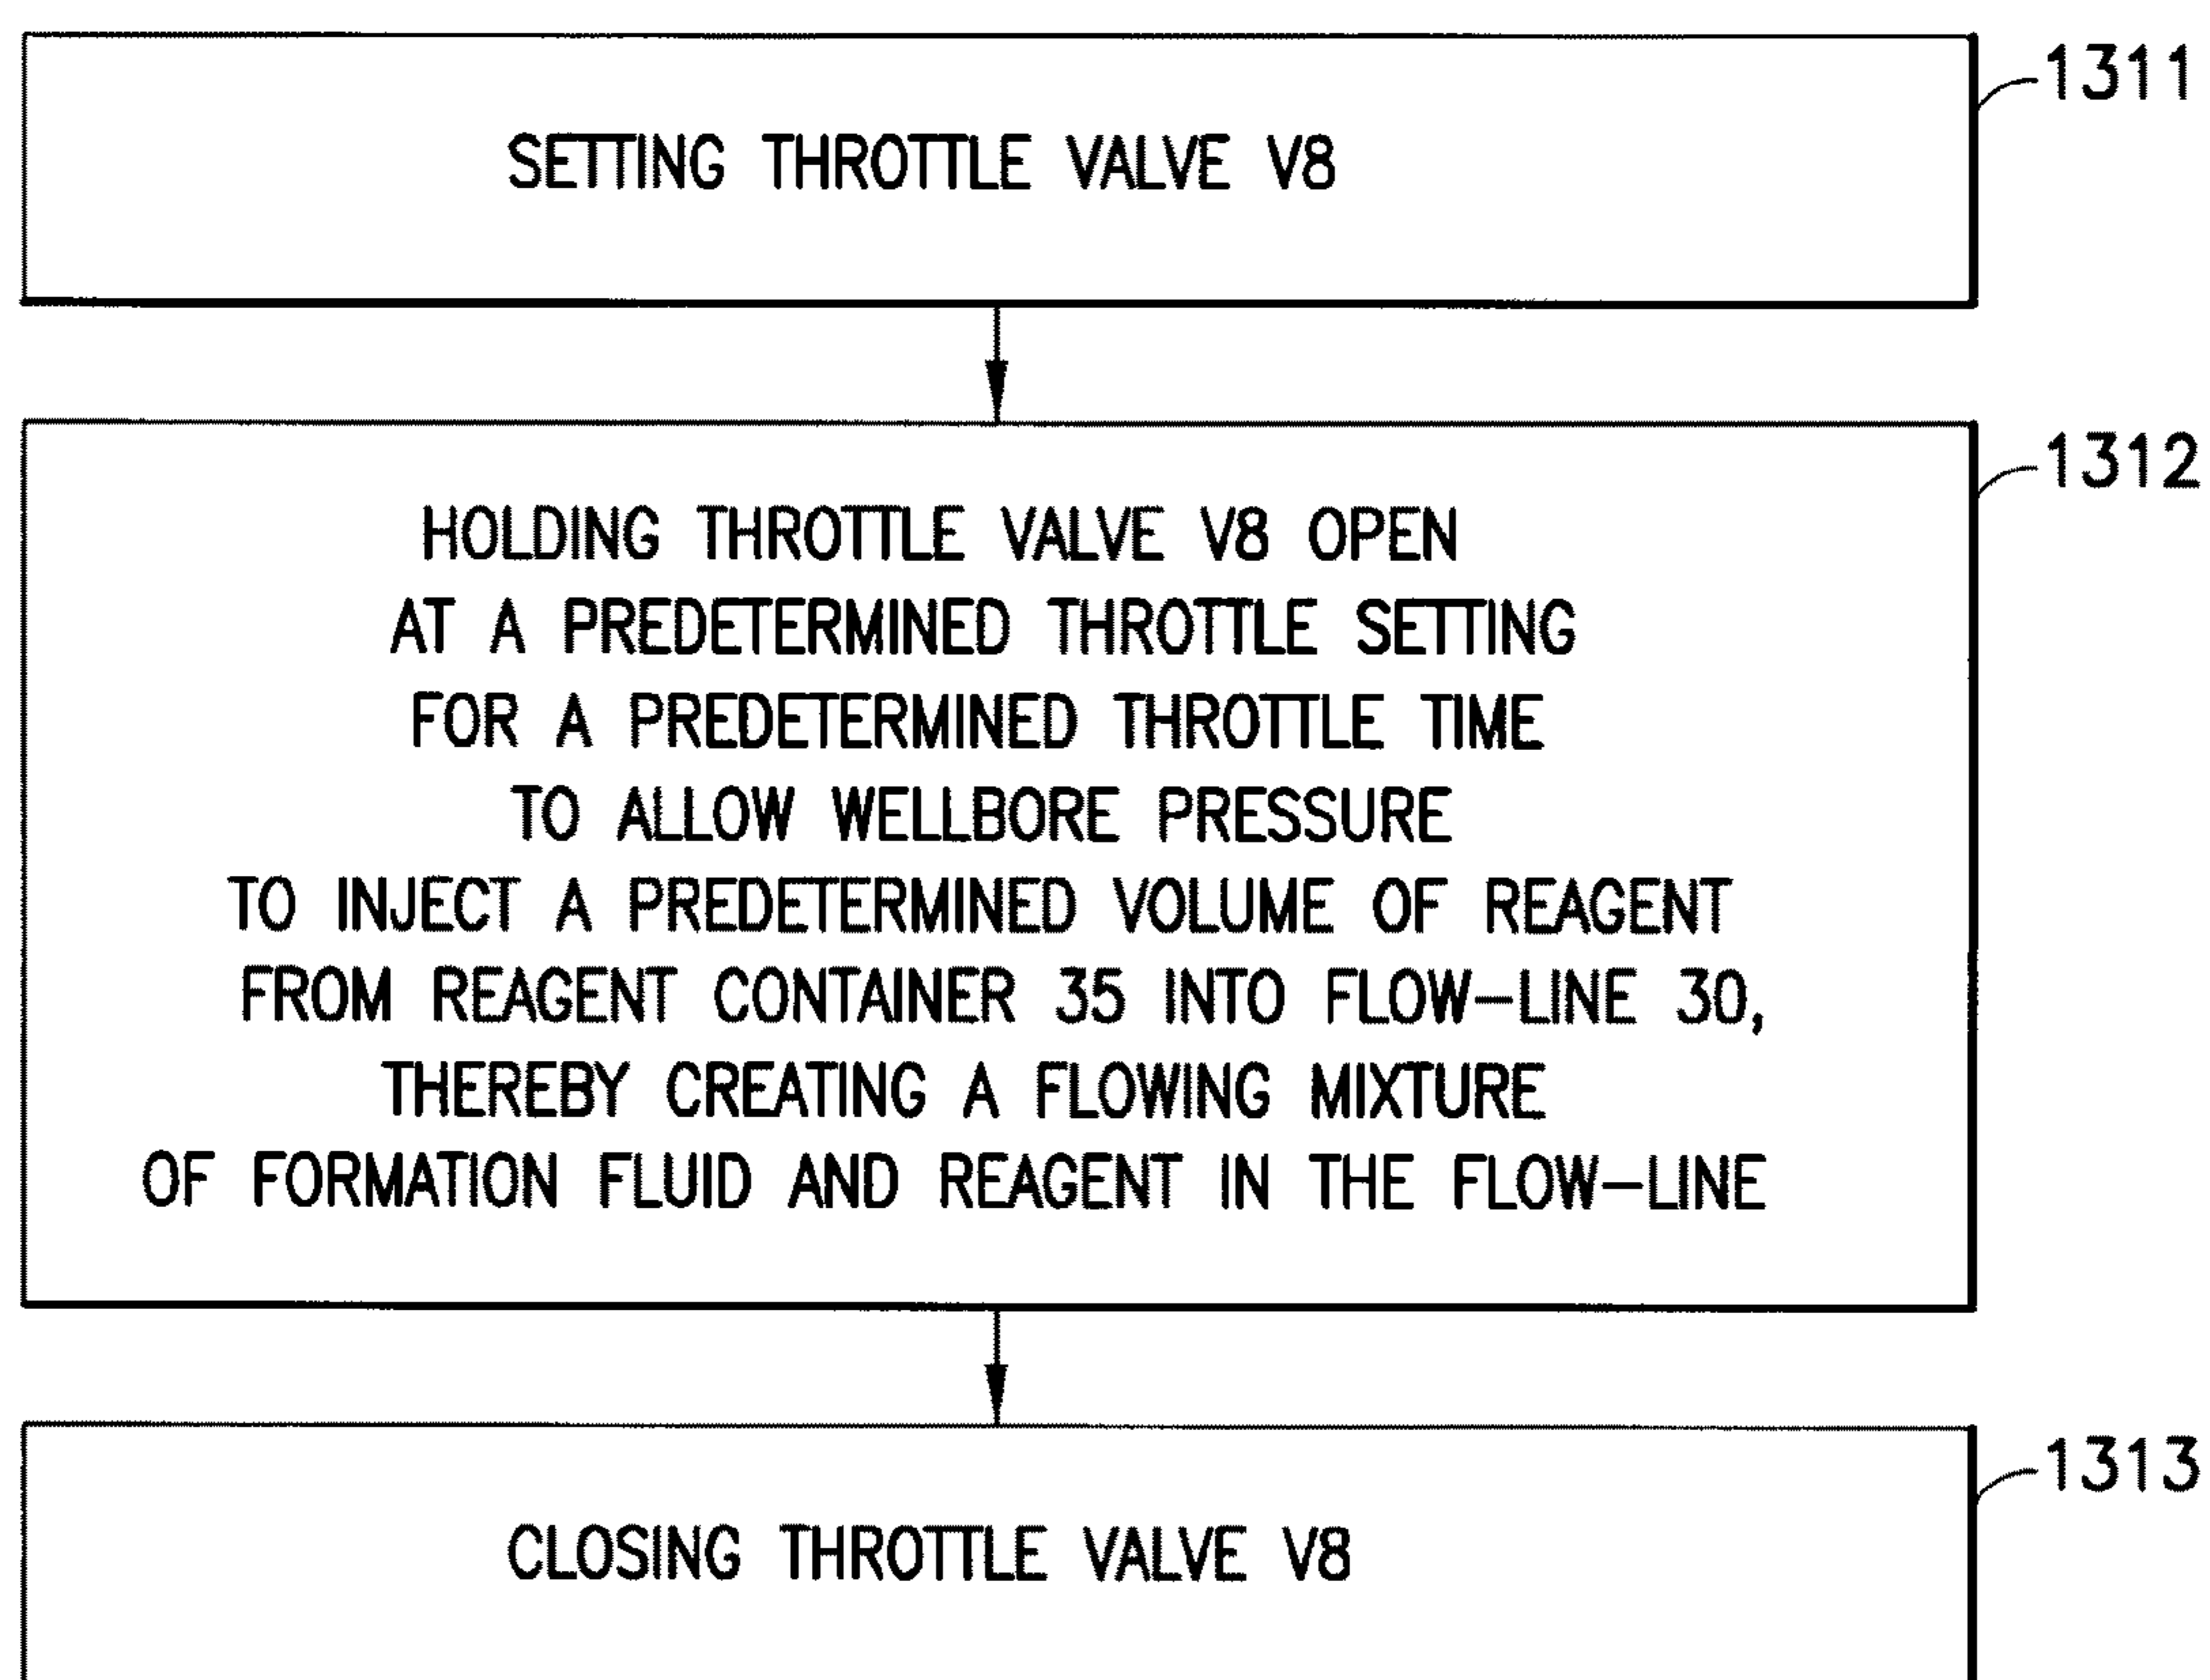 1311
SETTING THROTTLE VALVE V8
1312
HOLDING THROTTLE VALVE V8 OPEN
AT A PREDETERMINED THROTTLE SETTING
FOR A PREDETERMINED THROTTLE TIME
TO ALLOW WELLBORE PRESSURE
TO INJECT A PREDETERMINED VOLUME OF REAGENT
FROM REAGENT CONTAINER 35 INTO FLOW-LINE 30,
THEREBY CREATING A FLOWING MIXTURE
OF FORMATION FLUID AND REAGENT IN THE FLOW-LINE
1313
CLOSING THROTTLE VALVE V8